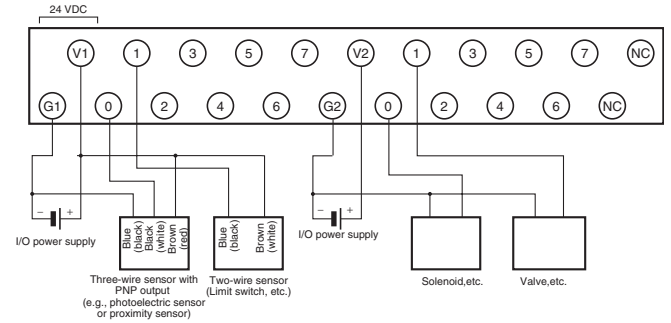 24 VDC
V1 1 3 5 7 V2 1 3 5 7 NC
G1 0 2 4 6 G2 0 2 4 6 NC
− +
I/O power supply
Blue
(black)
Black
(white)
Brown
(red)
Three-wire sensor with
PNP output
(e.g., photoelectric sensor
or proximity sensor)
Blue
(black)
Brown
(white)
Two-wire sensor
(Limit switch, etc.)
− +
I/O power supply
Solenoid,etc.
Valve,etc.